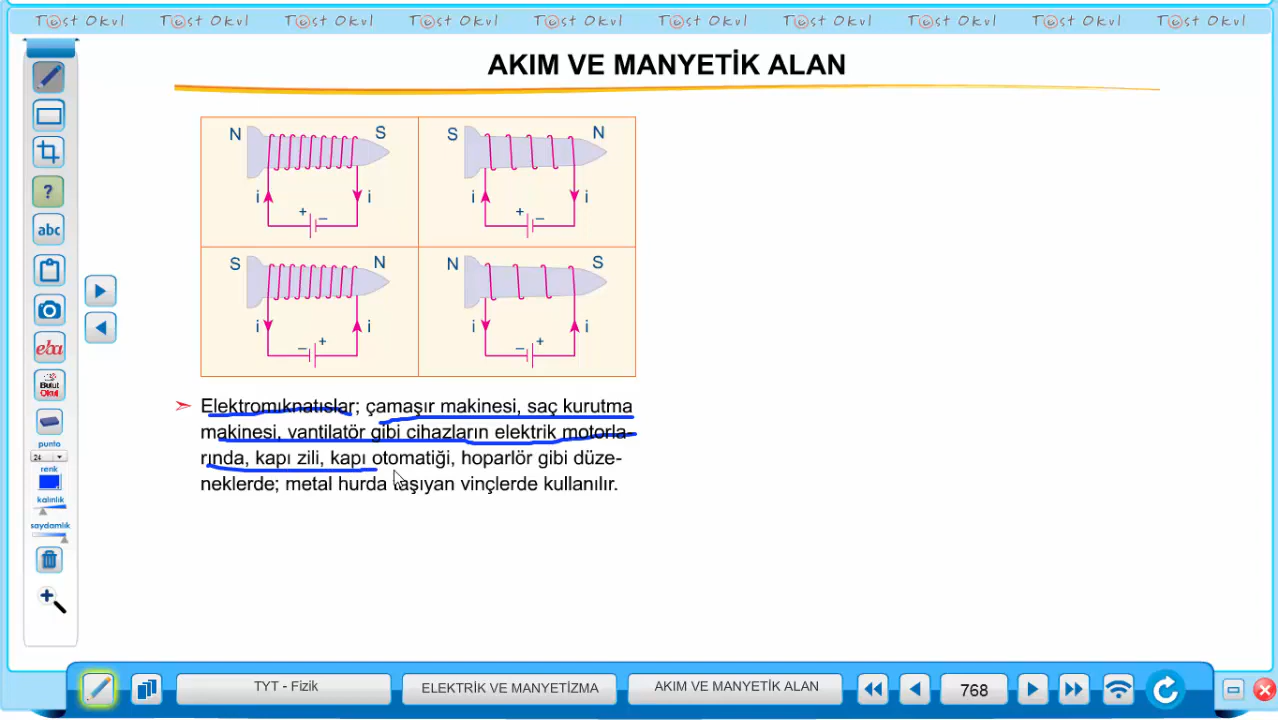 Test Okul Test Okul Test Okul Test Okul Test Okul Test Okul Test Okul Test Okul Test Okul Test Okul
AKIM VE MANYETİK ALAN
N S S N
i i i i
+ – + –
S N N S
i i i i
– + – +
➢ Elektromıknatıslar; çamaşır makinesi, saç kurutma
makinesi, vantilatör gibi cihazların elektrik motorla-
rında, kapı zili, kapı otomatiği, hoparlör gibi düze-
neklerde; metal hurda taşıyan vinçlerde kullanılır.
?
abc
eba
Bulut
Okul
punto
24
renk
kalınlık
saydamlık
TYT - Fizik
ELEKTRİK VE MANYETİZMA
AKIM VE MANYETİK ALAN
768